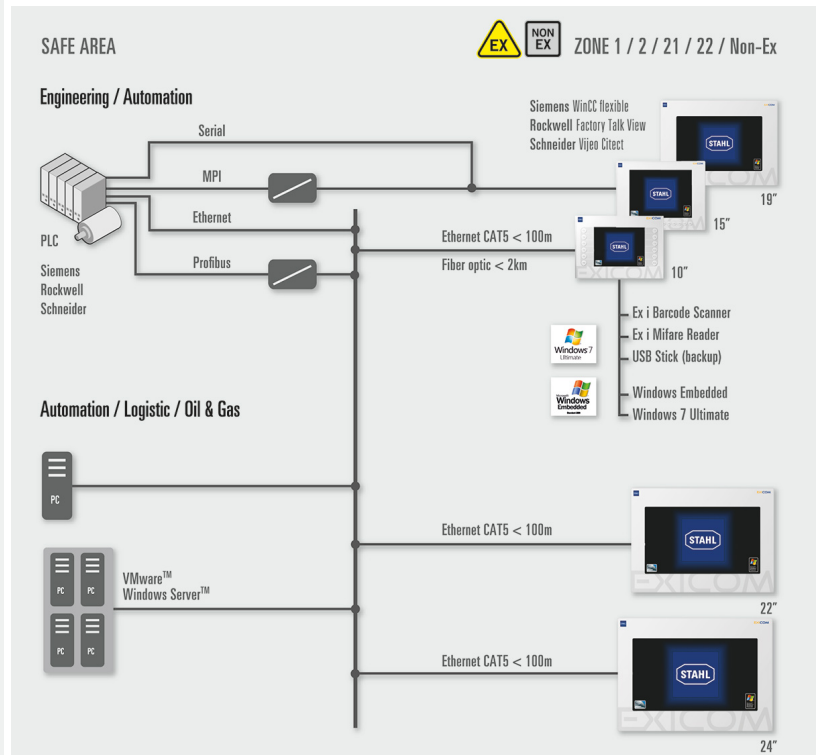 SAFE AREA
EX
NON
EX
ZONE 1 / 2 / 21 / 22 / Non-Ex
Engineering / Automation
Siemens WinCC flexible
Rockwell Factory Talk View
Schneider Vijeo Citect
Serial
MPI
Ethernet
Profibus
PLC
Siemens
Rockwell
Schneider
STAHL
19"
STAHL
15"
Ethernet CAT5 < 100m
Fiber optic < 2km
STAHL
EXICOM
10"
Ex i Barcode Scanner
Ex i Mifare Reader
USB Stick (backup)
Windows Embedded
Windows 7 Ultimate
Windows 7
Ultimate
Windows
Embedded
Automation / Logistic / Oil & Gas
PC
PC
PC
PC
PC
VMware™
Windows Server™
Ethernet CAT5 < 100m
STAHL
EXICOM
22"
Ethernet CAT5 < 100m
STAHL
EXICOM
24"